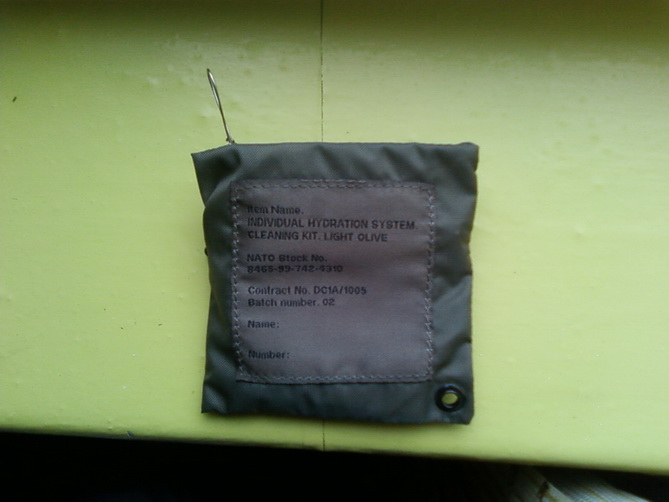 Item Name.
INDIVIDUAL HYDRATION SYSTEM
CLEANING KIT, LIGHT OLIVE
NATO Stock No.
8465-99-742-4310
Contract No. DC1A/1005
Batch number. 02
Name:
Number: